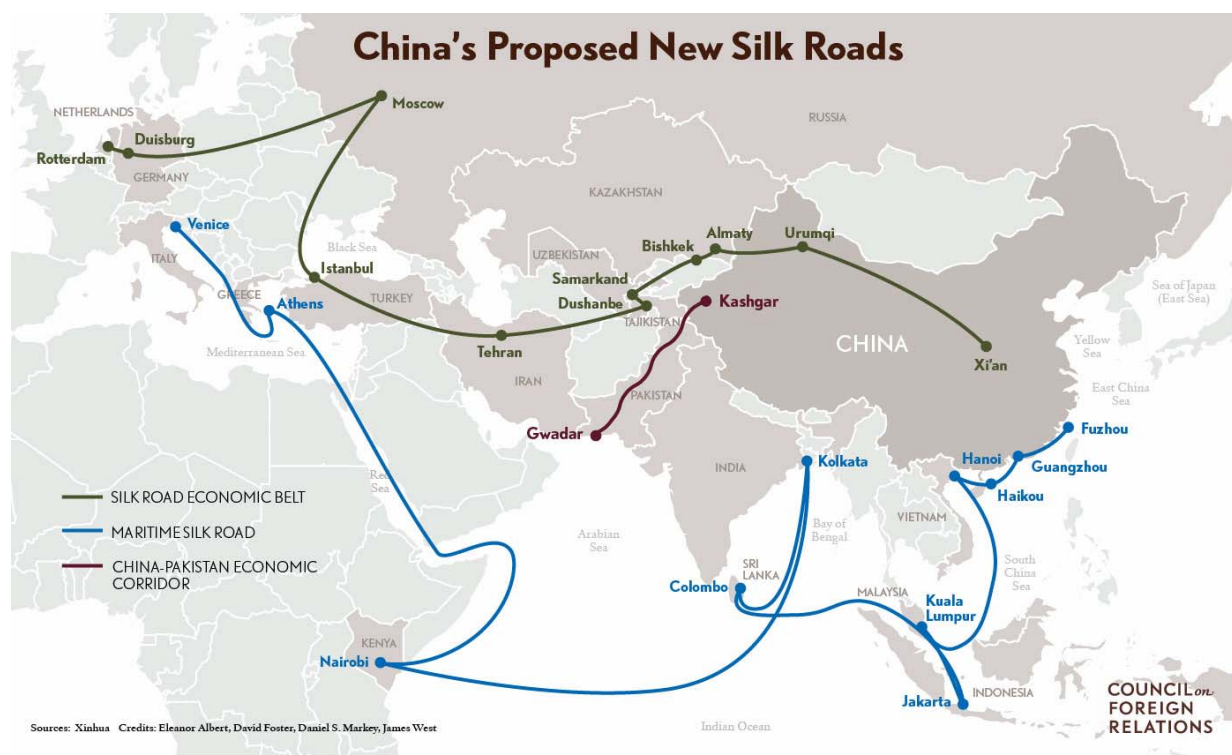 China's Proposed New Silk Roads
NETHERLANDS
Moscow
RUSSIA
Duisburg
Rotterdam
GERMANY
KAZAKHSTAN
Venice
Almaty
Urumqi
Black Sea
Bishkek
ITALY
UZBEKISTAN
Istanbul
Samarkand
GREECE
TURKEY
Sea of Japan
(East Sea)
Athens
Dushanbe
Kashgar
TAJIKISTAN
CHINA
Yellow
Sea
Mediterranean Sea
Tehran
Xi'an
IRAN
PAKISTAN
East China
Sea
Gwadar
Fuzhou
Kolkata
Hanoi
Guangzhou
INDIA
Red
Sea
Haikou
SILK ROAD ECONOMIC BELT
MARITIME SILK ROAD
CHINA-PAKISTAN ECONOMIC
CORRIDOR
Arabian
Sea
Bay of
Bengal
VIETNAM
SRI
LANKA
South
China
Sea
Colombo
MALAYSIA
Kuala
Lumpur
KENYA
Nairobi
Jakarta
INDONESIA
COUNCIL on
FOREIGN
RELATIONS
Sources: Xinhua Credits: Eleanor Albert, David Foster, Daniel S. Markey, James West
Indian Ocean